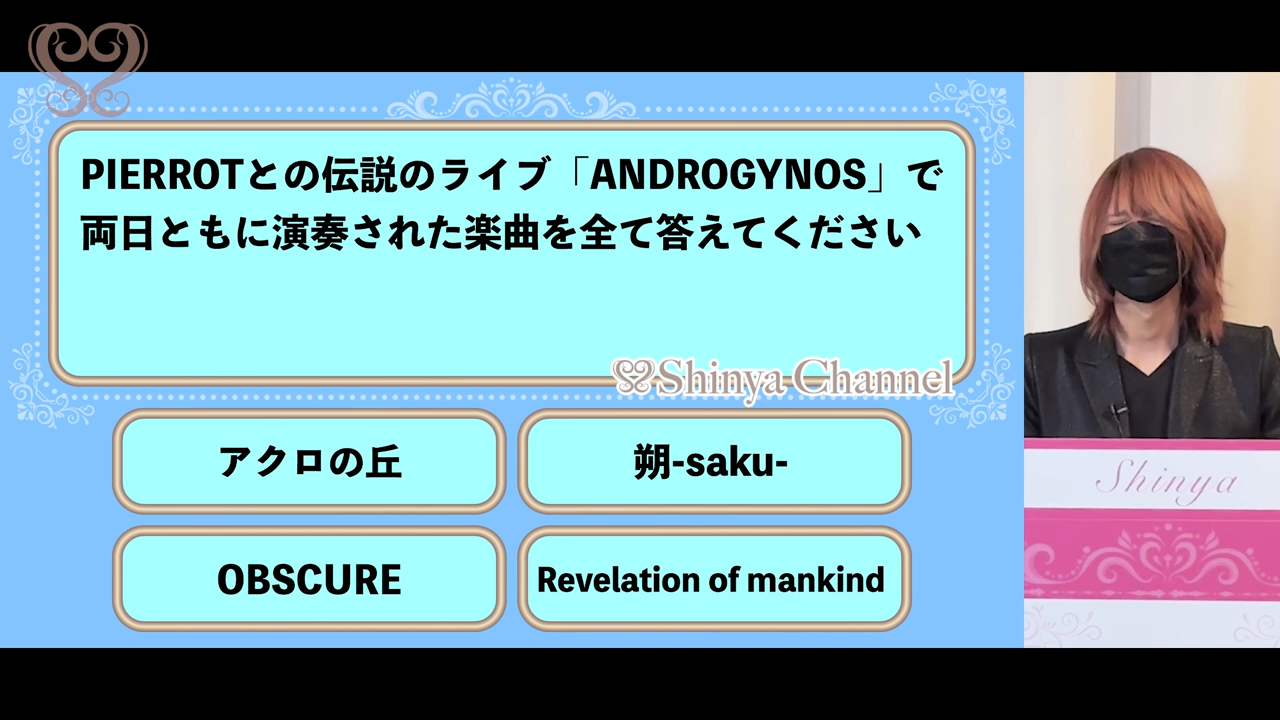 PIERROTとの伝説のライブ「ANDROGYNOS」で
両日ともに演奏された楽曲を全て答えてください
Shinya Channel
アクロの丘
朔-saku-
OBSCURE
Revelation of mankind
Shinya